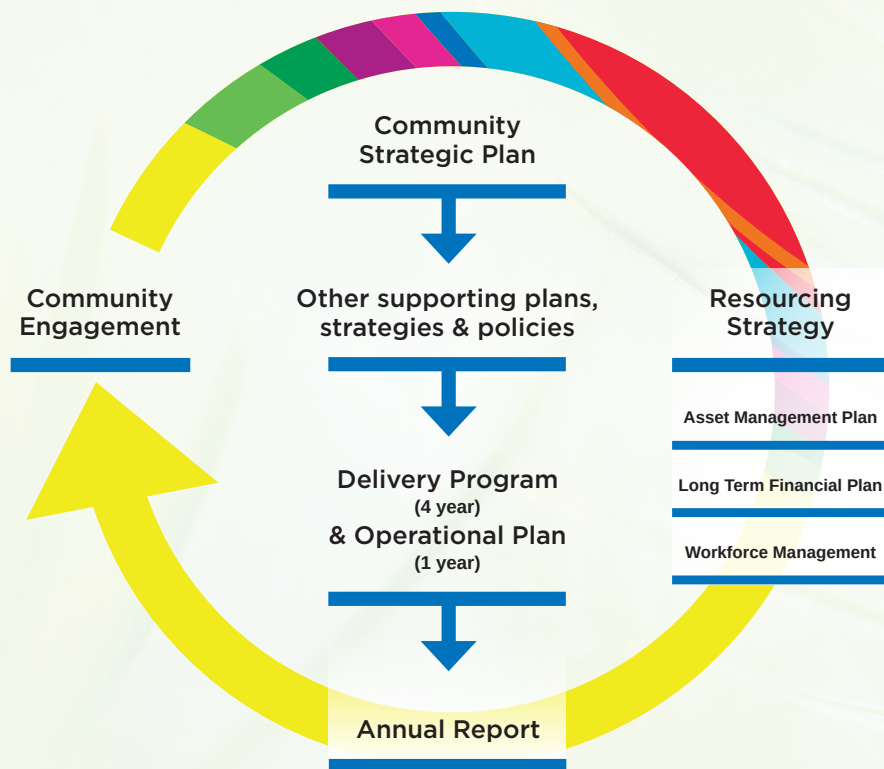 Community
Strategic Plan
Community
Engagement
Other supporting plans,
strategies & policies
Resourcing
Strategy
Asset Management Plan
Long Term Financial Plan
Workforce Management
Delivery Program
(4 year)
& Operational Plan
(1 year)
Annual Report